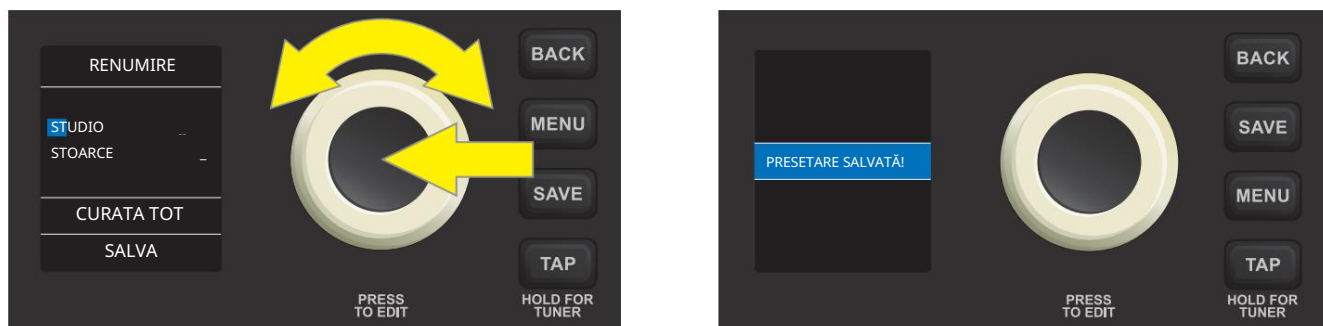 RENUMIRE
STUDIO __
STOARCE _
CURATA TOT
SALVA
BACK
MENU
SAVE
TAP
PRESS
TO EDIT
HOLD FOR
TUNER
PRESETARE SALVATĂ!
BACK
SAVE
MENU
TAP
PRESS
TO EDIT
HOLD FOR
TUNER